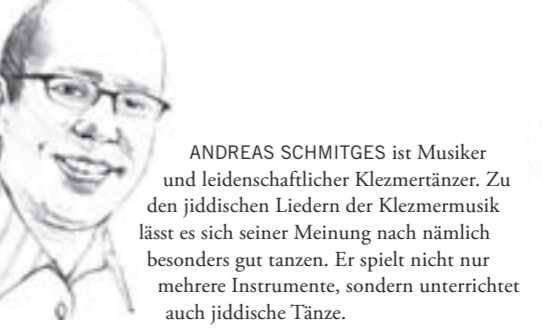 ANDREAS SCHMITGES ist Musiker
und leidenschaftlicher Klezmertänzer. Zu
den jiddischen Liedern der Klezmermusik
lässt es sich seiner Meinung nach nämlich
besonders gut tanzen. Er spielt nicht nur
mehrere Instrumente, sondern unterrichtet
auch jiddische Tänze.